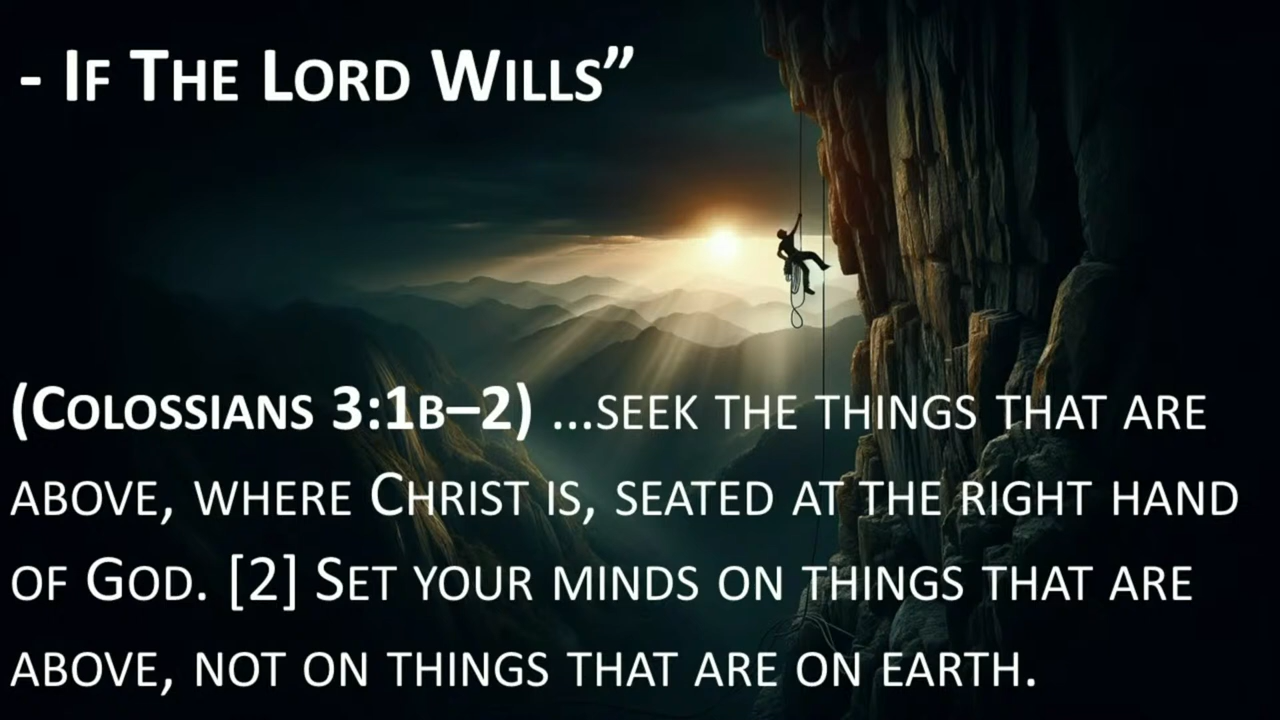 - If The Lord Wills”
(Colossians 3:1b–2) ...seek the things that are
above, where Christ is, seated at the right hand
of God. [2] Set your minds on things that are
above, not on things that are on earth.